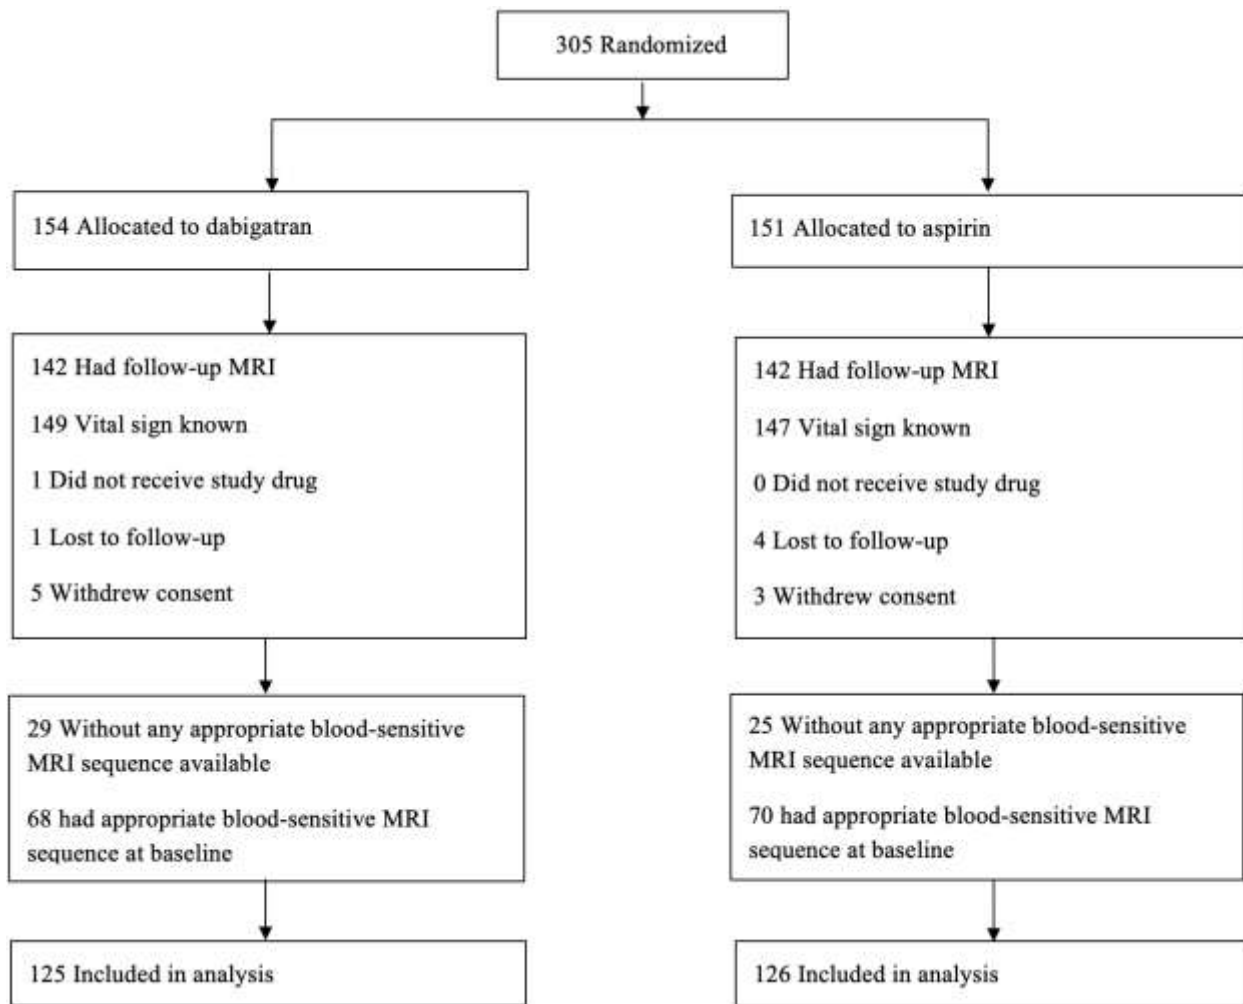 305 Randomized
154 Allocated to dabigatran
151 Allocated to aspirin
142 Had follow-up MRI
149 Vital sign known
1 Did not receive study drug
1 Lost to follow-up
5 Withdrew consent
142 Had follow-up MRI
147 Vital sign known
0 Did not receive study drug
4 Lost to follow-up
3 Withdrew consent
29 Without any appropriate blood-sensitive
MRI sequence available
68 had appropriate blood-sensitive MRI
sequence at baseline
25 Without any appropriate blood-sensitive
MRI sequence available
70 had appropriate blood-sensitive MRI
sequence at baseline
125 Included in analysis
126 Included in analysis